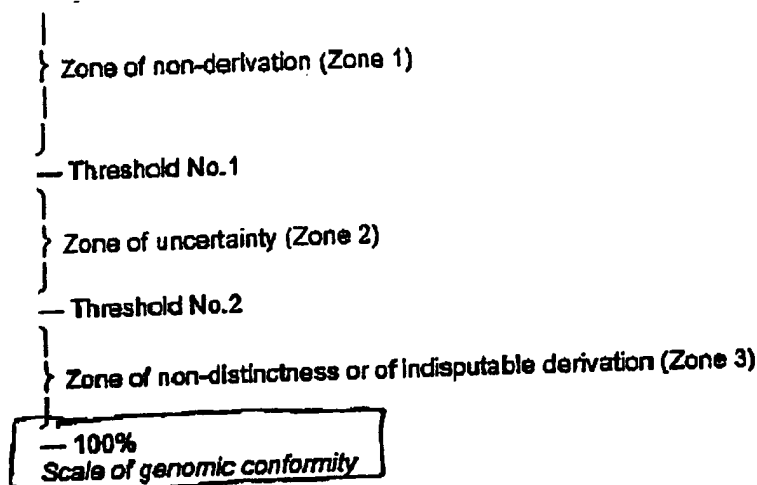 Zone of non-derivation (Zone 1)
— Threshold No.1
Zone of uncertainty (Zone 2)
— Threshold No.2
Zone of non-distinctness or of indisputable derivation (Zone 3)
— 100%
Scale of genomic conformity